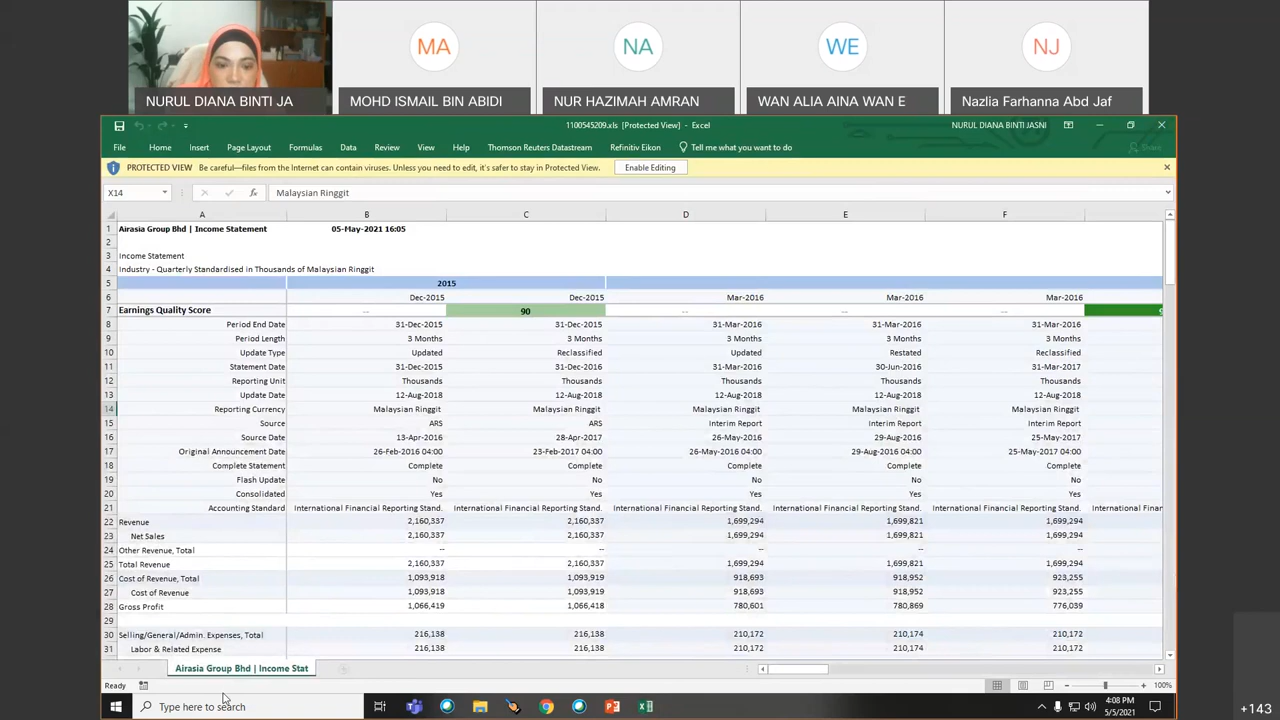 MA NA WE NJ
NURUL DIANA BINTI JA MOHD ISMAIL BIN ABIDI NUR HAZIMAH AMRAN WAN ALIA AINA WAN E Nazlia Farhanna Abd Jaf
1100545209.xls [Protected View] - Excel NURUL DIANA BINTI JASNI
File Home Insert Page Layout Formulas Data Review View Help Thomson Reuters Datastream Refinitiv Eikon Tell me what you want to do Share
PROTECTED VIEW Be careful—files from the Internet can contain viruses. Unless you need to edit, it's safer to stay in Protected View. Enable Editing
X14 fx Malaysian Ringgit
A B C D E F
1 Airasia Group Bhd | Income Statement 05-May-2021 16:05
2
3 Income Statement
4 Industry - Quarterly Standardised in Thousands of Malaysian Ringgit
5 2015
6 Dec-2015 Dec-2015 Mar-2016 Mar-2016 Mar-2016
7 Earnings Quality Score -- 90 -- -- --
8 Period End Date 31-Dec-2015 31-Dec-2015 31-Mar-2016 31-Mar-2016 31-Mar-2016
9 Period Length 3 Months 3 Months 3 Months 3 Months 3 Months
10 Update Type Updated Reclassified Updated Restated Reclassified
11 Statement Date 31-Dec-2015 31-Dec-2016 31-Mar-2016 30-Jun-2016 31-Mar-2017
12 Reporting Unit Thousands Thousands Thousands Thousands Thousands
13 Update Date 12-Aug-2018 12-Aug-2018 12-Aug-2018 12-Aug-2018 12-Aug-2018
14 Reporting Currency Malaysian Ringgit Malaysian Ringgit Malaysian Ringgit Malaysian Ringgit Malaysian Ringgit
15 Source ARS ARS Interim Report Interim Report Interim Report
16 Source Date 13-Apr-2016 28-Apr-2017 26-May-2016 29-Aug-2016 25-May-2017
17 Original Announcement Date 26-Feb-2016 04:00 23-Feb-2017 04:00 26-May-2016 04:00 29-Aug-2016 04:00 25-May-2017 04:00
18 Complete Statement Complete Complete Complete Complete Complete
19 Flash Update No No No No No
20 Consolidated Yes Yes Yes Yes Yes
21 Accounting Standard International Financial Reporting Stand. International Financial Reporting Stand. International Financial Reporting Stand. International Financial Reporting Stand. International Financial Reporting Stand. International Fina
22 Revenue 2,160,337 2,160,337 1,699,294 1,699,821 1,699,294
23 Net Sales 2,160,337 2,160,337 1,699,294 1,699,821 1,699,294
24 Other Revenue, Total -- -- -- -- --
25 Total Revenue 2,160,337 2,160,337 1,699,294 1,699,821 1,699,294
26 Cost of Revenue, Total 1,093,918 1,093,919 918,693 918,952 923,255
27 Cost of Revenue 1,093,918 1,093,919 918,693 918,952 923,255
28 Gross Profit 1,066,419 1,066,418 780,601 780,869 776,039
29
30 Selling/General/Admin. Expenses, Total 216,138 216,138 210,172 210,174 210,172
31 Labor & Related Expense 216,138 216,138 210,172 210,174 210,172
Airasia Group Bhd | Income Stat
Ready 100%
Type here to search 4:08 PM
5/5/2021
+143